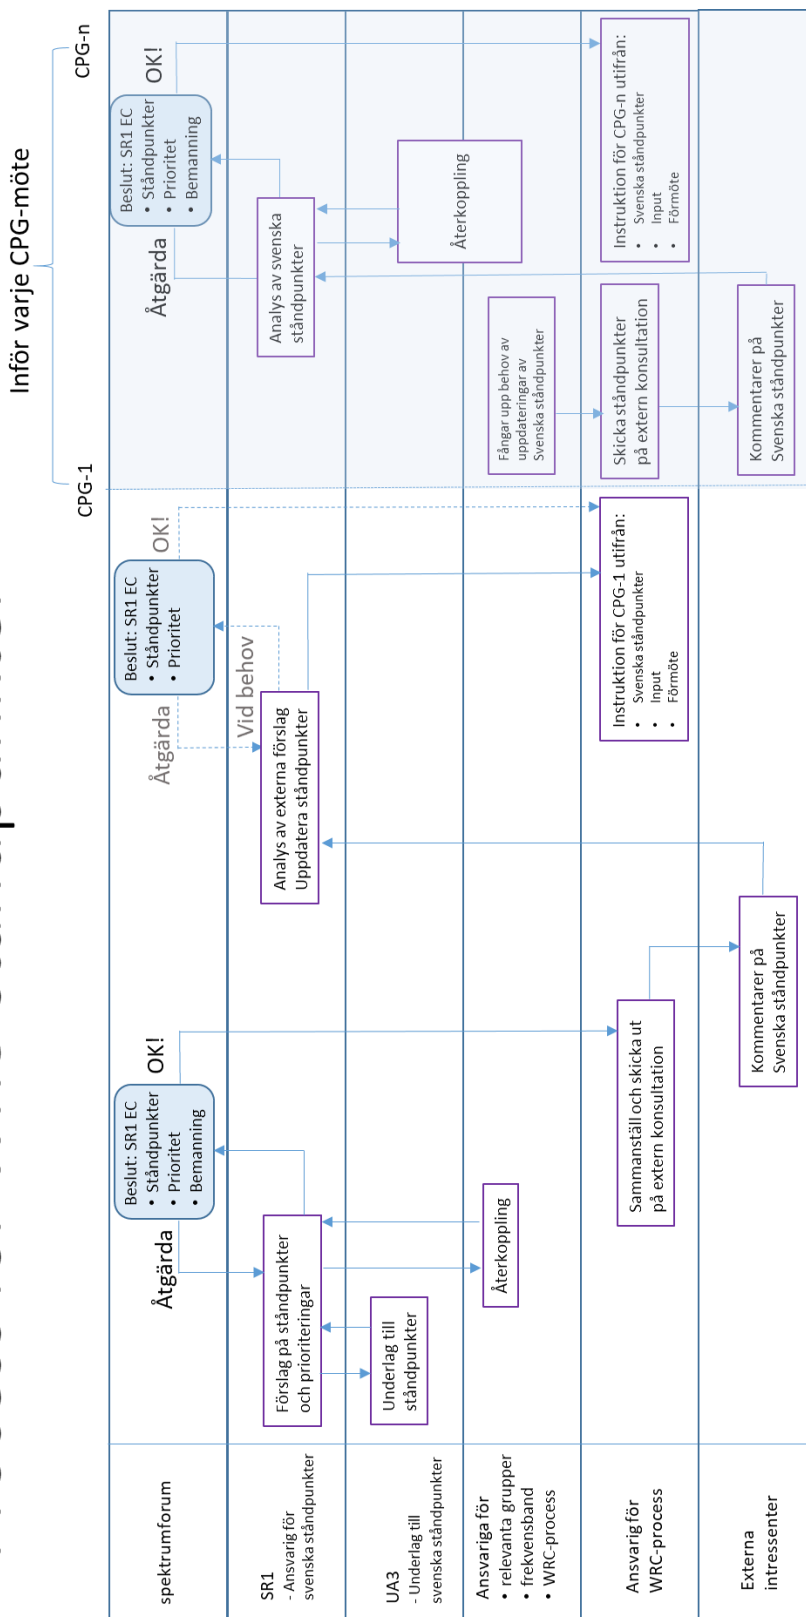 Inför varje CPG-möte
CPG-1
CPG-n
spektrumforum
Åtgärda
Beslut: SR1 EC
• Ståndpunkter
• Prioritet
• Bemanning
OK!
Åtgärda
Beslut: SR1 EC
• Ståndpunkter
• Prioritet
OK!
Åtgärda
Beslut: SR1 EC
• Ståndpunkter
• Prioritet
• Bemanning
OK!
SR1
- Ansvarig för
svenska ståndpunkter
Förslag på ståndpunkter
och prioriteringar
Vid behov
Analys av externa förslag
Uppdatera ståndpunkter
Analys av svenska
ståndpunkter
UA3
- Underlag till
svenska ståndpunkter
Underlag till
ståndpunkter
Återkoppling
Ansvariga för
• relevanta grupper
• frekvensband
• WRC-process
Återkoppling
Fångar upp behov av
uppdateringar av
Svenska ståndpunkter
Ansvarig för
WRC-process
Sammanställ och skicka ut
på extern konsultation
Instruktion för CPG-1 utifrån:
• Svenska ståndpunkter
• Input
• Förmöte
Skicka ståndpunkter
på extern konsultation
Instruktion för CPG-n utifrån:
• Svenska ståndpunkter
• Input
• Förmöte
Externa
intressenter
Kommentarer på
Svenska ståndpunkter
Kommentarer på
Svenska ståndpunkter